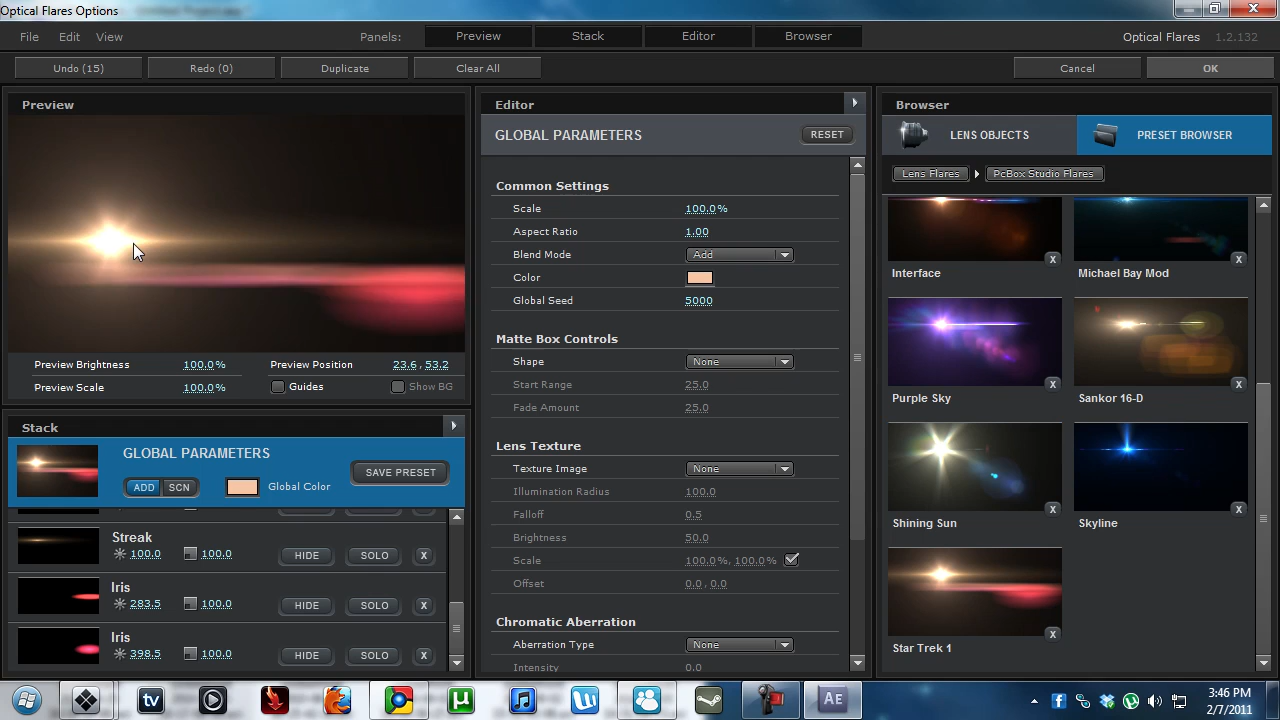 Optical Flares Options
File Edit View
Panels: Preview Stack Editor Browser
Optical Flares 1.2.132
Undo (15) Redo (0) Duplicate Clear All Cancel OK
Preview
Preview Brightness 100.0% Preview Position 23.6 , 53.2
Preview Scale 100.0% Guides Show BG
Stack
GLOBAL PARAMETERS
ADD SCN Global Color SAVE PRESET
Streak
100.0 100.0 HIDE SOLO X
Iris
283.5 100.0 HIDE SOLO X
Iris
398.5 100.0 HIDE SOLO X
Editor
GLOBAL PARAMETERS RESET
Common Settings
Scale 100.0%
Aspect Ratio 1.00
Blend Mode Add
Color
Global Seed 5000
Matte Box Controls
Shape None
Start Range 25.0
Fade Amount 25.0
Lens Texture
Texture Image None
Illumination Radius 100.0
Falloff 0.5
Brightness 50.0
Scale 100.0% , 100.0%
Offset 0.0 , 0.0
Chromatic Aberration
Aberration Type None
Intensity 0.0
Browser
LENS OBJECTS PRESET BROWSER
Lens Flares PcBox Studio Flares
Interface X Michael Bay Mod X
Purple Sky X Sankor 16-D X
Shining Sun X Skyline X
Star Trek 1 X
tv
AE
3:46 PM
2/7/2011